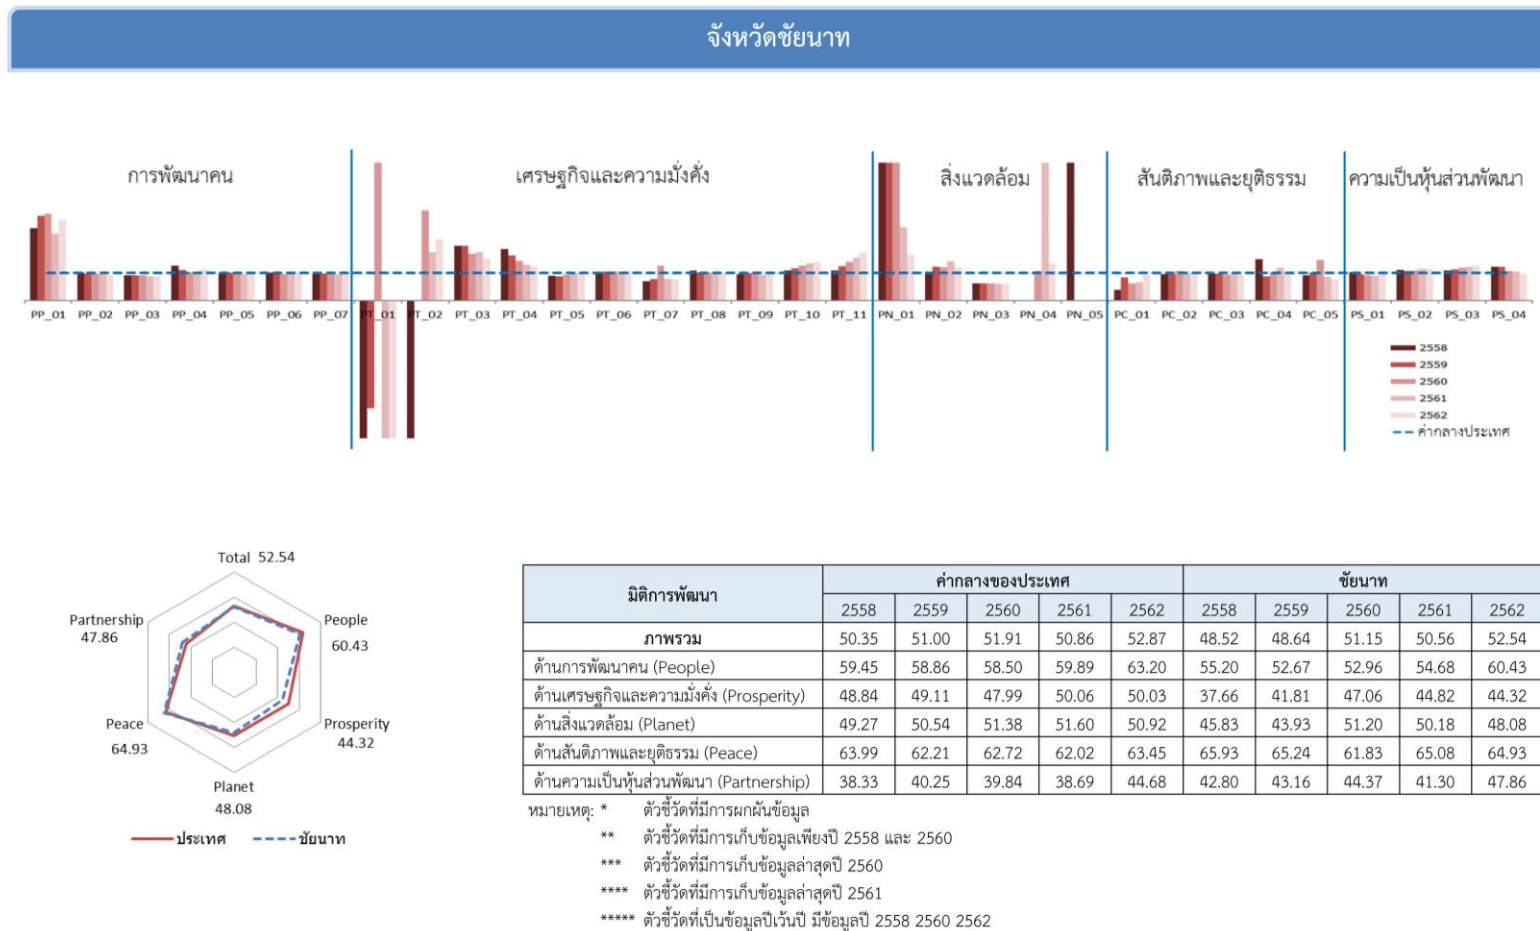 จังหวัดชัยนาท
การพัฒนาคน เศรษฐกิจและความมั่งคั่ง สิ่งแวดล้อม สันติภาพและยุติธรรม ความเป็นหุ้นส่วนพัฒนา
PP_01 PP_02 PP_03 PP_04 PP_05 PP_06 PP_07 PT_01 PT_02 PT_03 PT_04 PT_05 PT_06 PT_07 PT_08 PT_09 PT_10 PT_11 PN_01 PN_02 PN_03 PN_04 PN_05 PC_01 PC_02 PC_03 PC_04 PC_05 PS_01 PS_02 PS_03 PS_04
2558
2559
2560
2561
2562
ค่ากลางประเทศ
Total 52.54
People
60.43
Prosperity
44.32
Planet
48.08
Peace
64.93
Partnership
47.86
ประเทศ ชัยนาท
มิติการพัฒนา ค่ากลางของประเทศ ชัยนาท
2558 2559 2560 2561 2562 2558 2559 2560 2561 2562
ภาพรวม 50.35 51.00 51.91 50.86 52.87 48.52 48.64 51.15 50.56 52.54
ด้านการพัฒนาคน (People) 59.45 58.86 58.50 59.89 63.20 55.20 52.67 52.96 54.68 60.43
ด้านเศรษฐกิจและความมั่งคั่ง (Prosperity) 48.84 49.11 47.99 50.06 50.03 37.66 41.81 47.06 44.82 44.32
ด้านสิ่งแวดล้อม (Planet) 49.27 50.54 51.38 51.60 50.92 45.83 43.93 51.20 50.18 48.08
ด้านสันติภาพและยุติธรรม (Peace) 63.99 62.21 62.72 62.02 63.45 65.93 65.24 61.83 65.08 64.93
ด้านความเป็นหุ้นส่วนพัฒนา (Partnership) 38.33 40.25 39.84 38.69 44.68 42.80 43.16 44.37 41.30 47.86
หมายเหตุ: * ตัวชี้วัดที่มีการผกผันข้อมูล
** ตัวชี้วัดที่มีการเก็บข้อมูลเพียงปี 2558 และ 2560
*** ตัวชี้วัดที่มีการเก็บข้อมูลล่าสุดปี 2560
**** ตัวชี้วัดที่มีการเก็บข้อมูลล่าสุดปี 2561
***** ตัวชี้วัดที่เป็นข้อมูลปีเว้นปี มีข้อมูลปี 2558 2560 2562